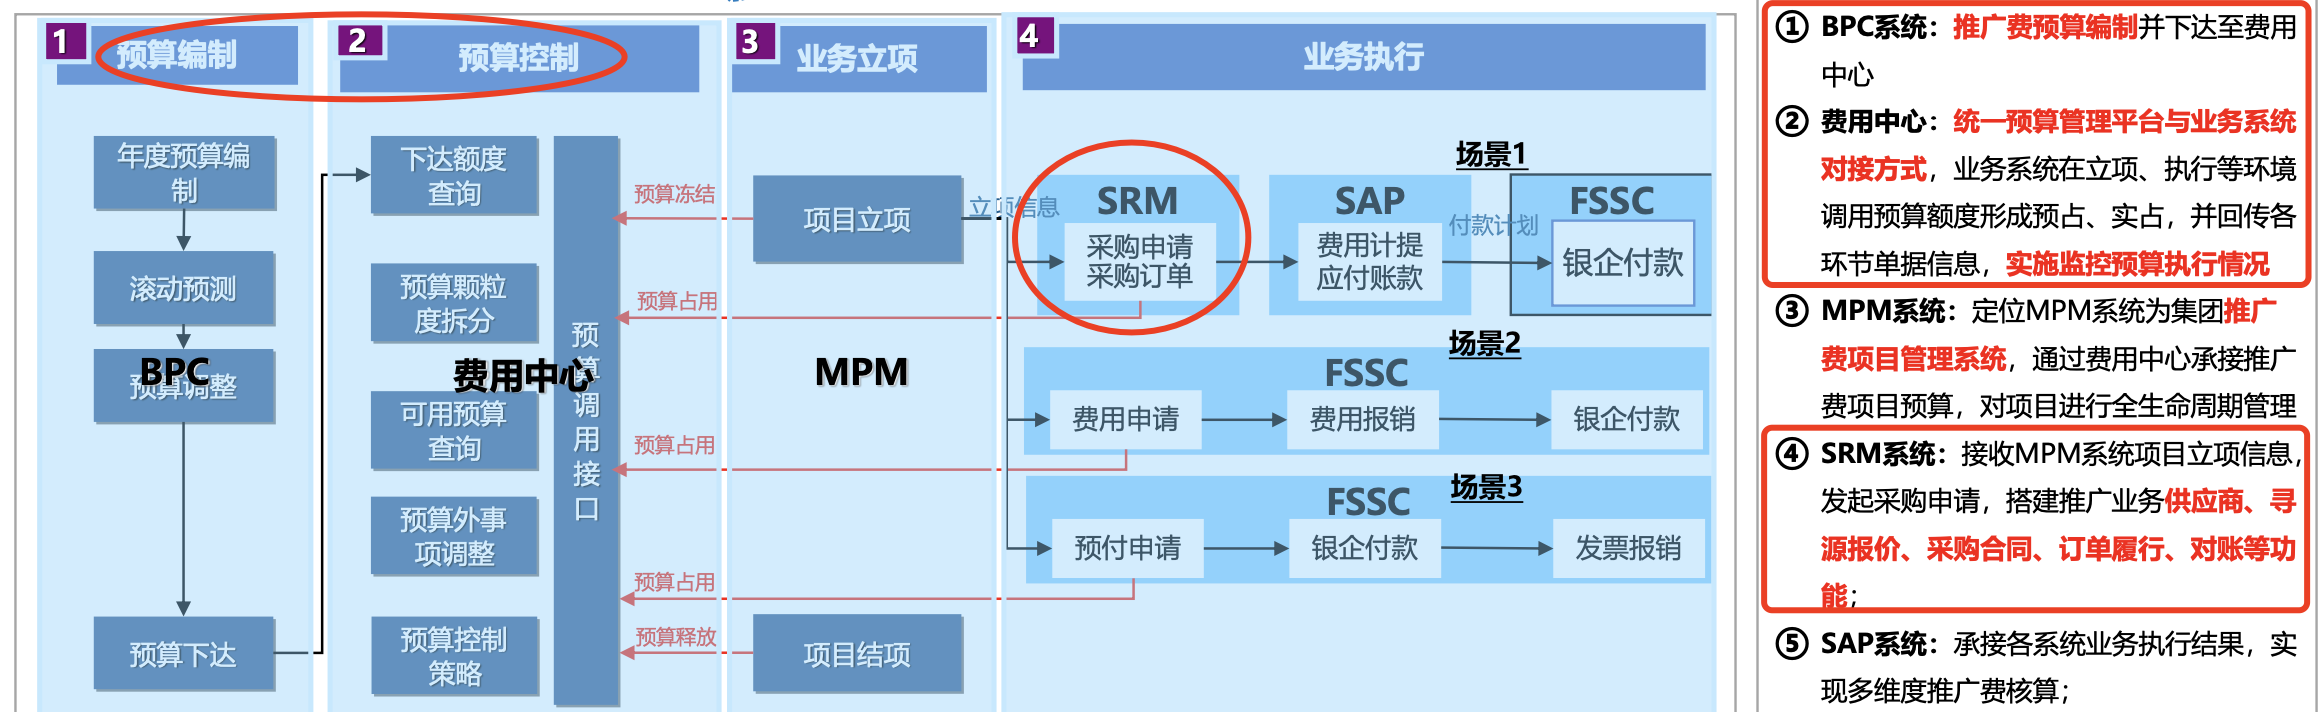 1
预算编制
2
预算控制
3
业务立项
4
业务执行
年度预算编
制
滚动预测
BPC
预算调整
预算下达
下达额度
查询
预算颗粒
度拆分
费用中心
可用预算
查询
预算外事
项调整
预算控制
策略
预
算
调
用
接
口
预算冻结
预算占用
预算占用
预算占用
预算释放
项目立项
MPM
项目结项
立项信息
场景1
SRM
采购申请
采购订单
SAP
费用计提
应付账款
付款计划
FSSC
银企付款
场景2
FSSC
费用申请
费用报销
银企付款
场景3
FSSC
预付申请
银企付款
发票报销
① BPC系统：推广费预算编制并下达至费用
中心
② 费用中心：统一预算管理平台与业务系统
对接方式，业务系统在立项、执行等环境
调用预算额度形成预占、实占，并回传各
环节单据信息，实施监控预算执行情况
③ MPM系统：定位MPM系统为集团推广
费项目管理系统，通过费用中心承接推广
费项目预算，对项目进行全生命周期管理
④ SRM系统：接收MPM系统项目立项信息，
发起采购申请，搭建推广业务供应商、寻
源报价、采购合同、订单履行、对账等功
能；
⑤ SAP系统：承接各系统业务执行结果，实
现多维度推广费核算；